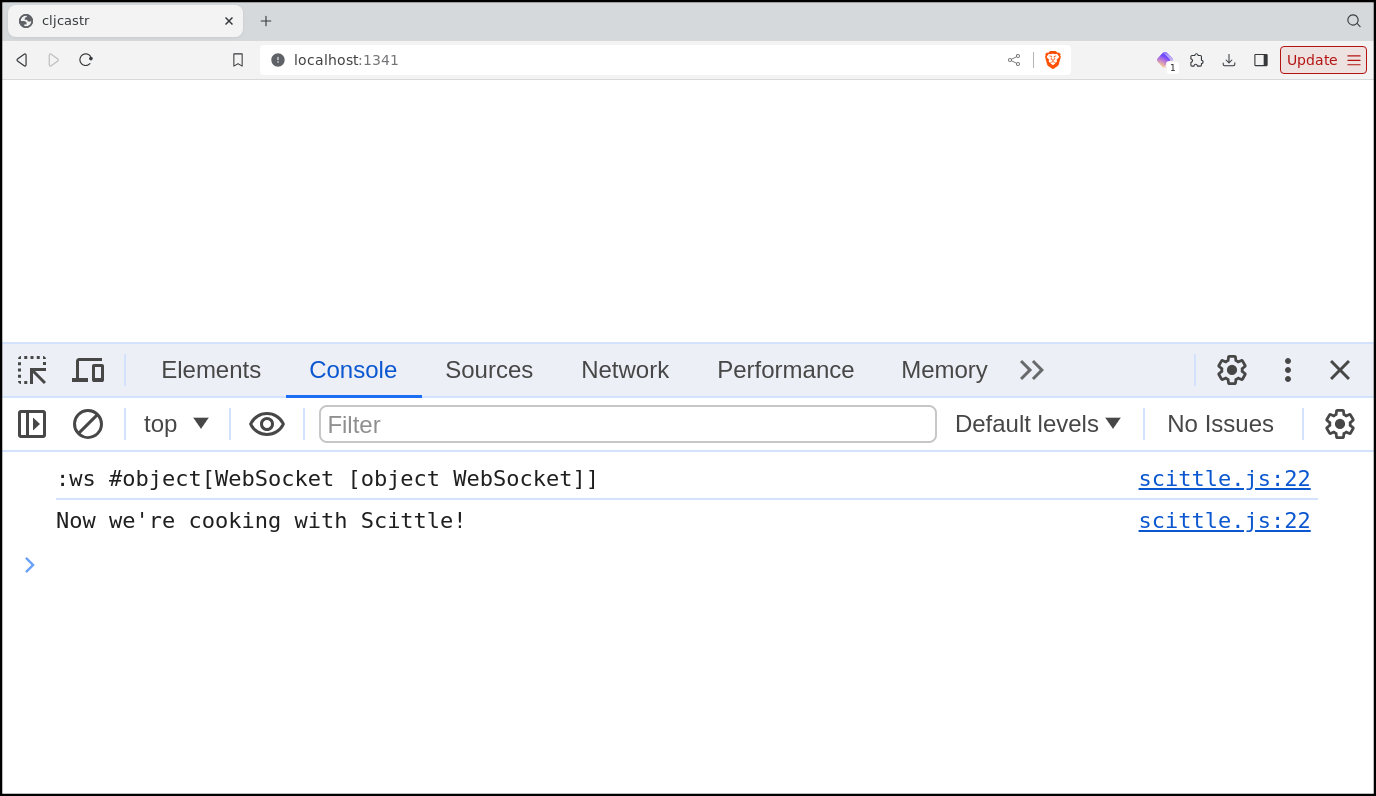 cljcastr
localhost:1341
1
Update
Elements Console Sources Network Performance Memory
top Filter Default levels No Issues
:ws #object[WebSocket [object WebSocket]] scittle.js:22
Now we're cooking with Scittle! scittle.js:22